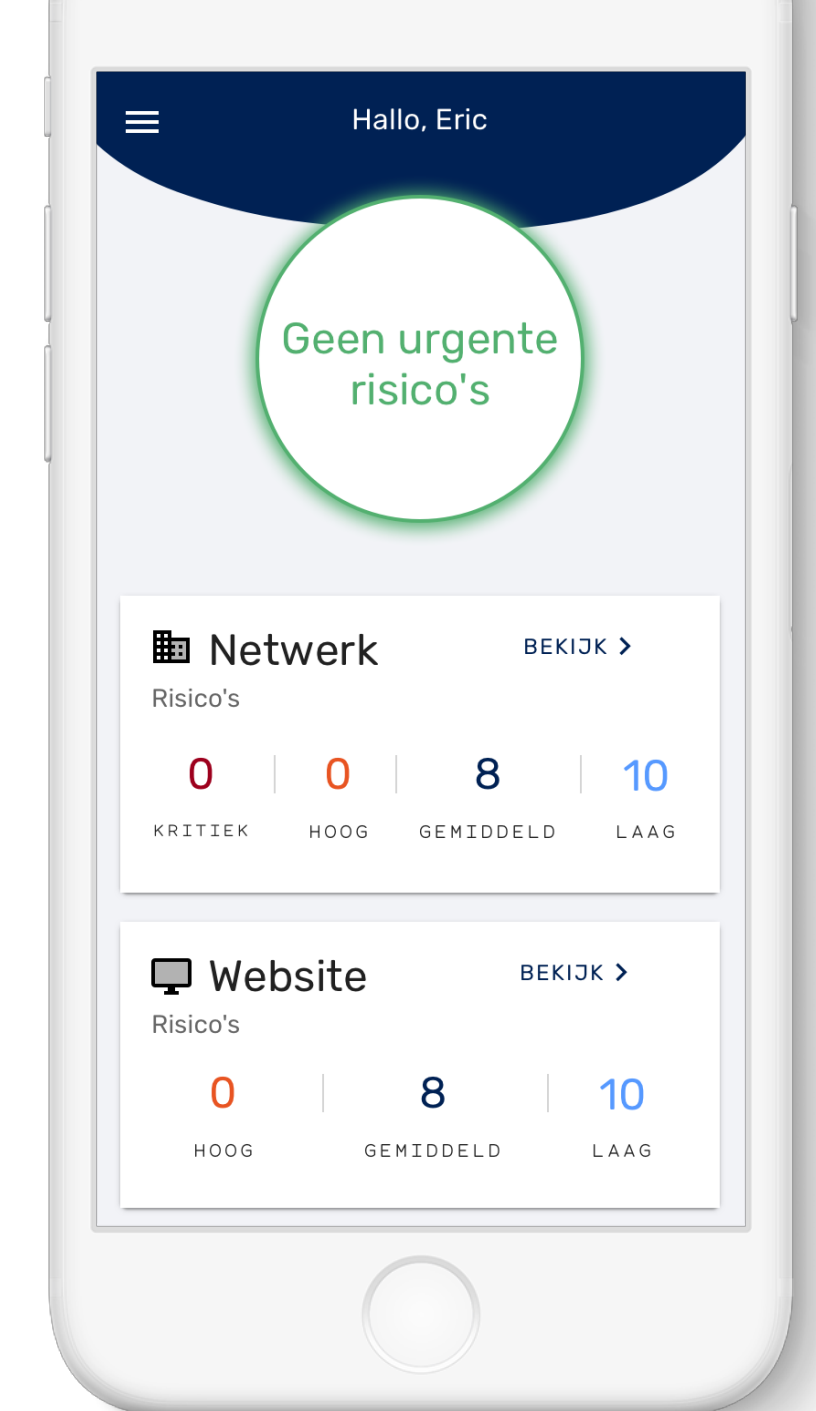 Hallo, Eric
Geen urgente
risico's
Netwerk
BEKIJK
Risico's
0
0
8
10
KRITIEK
HOOG
GEMIDDELD
LAAG
Website
BEKIJK
Risico's
0
8
10
HOOG
GEMIDDELD
LAAG